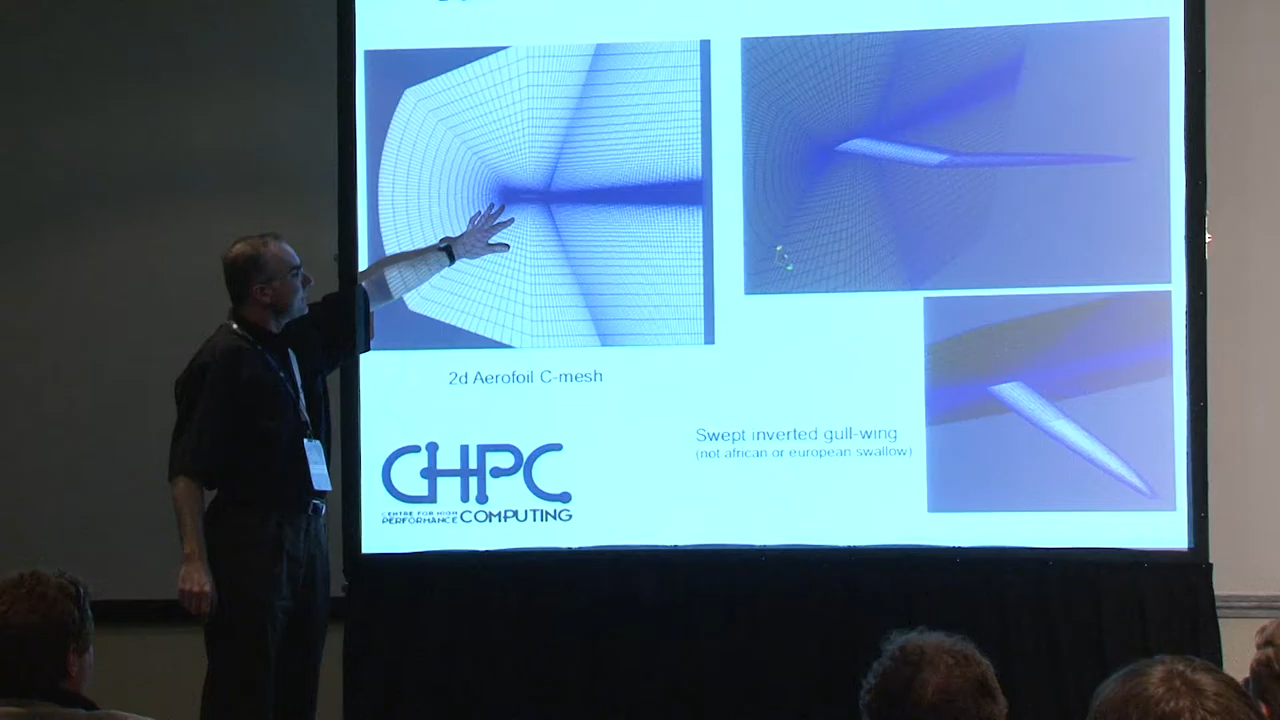 2d Aerofoil C-mesh
Swept inverted gull-wing
(not african or european swallow)
CHPC
CENTRE FOR HIGH
PERFORMANCE COMPUTING